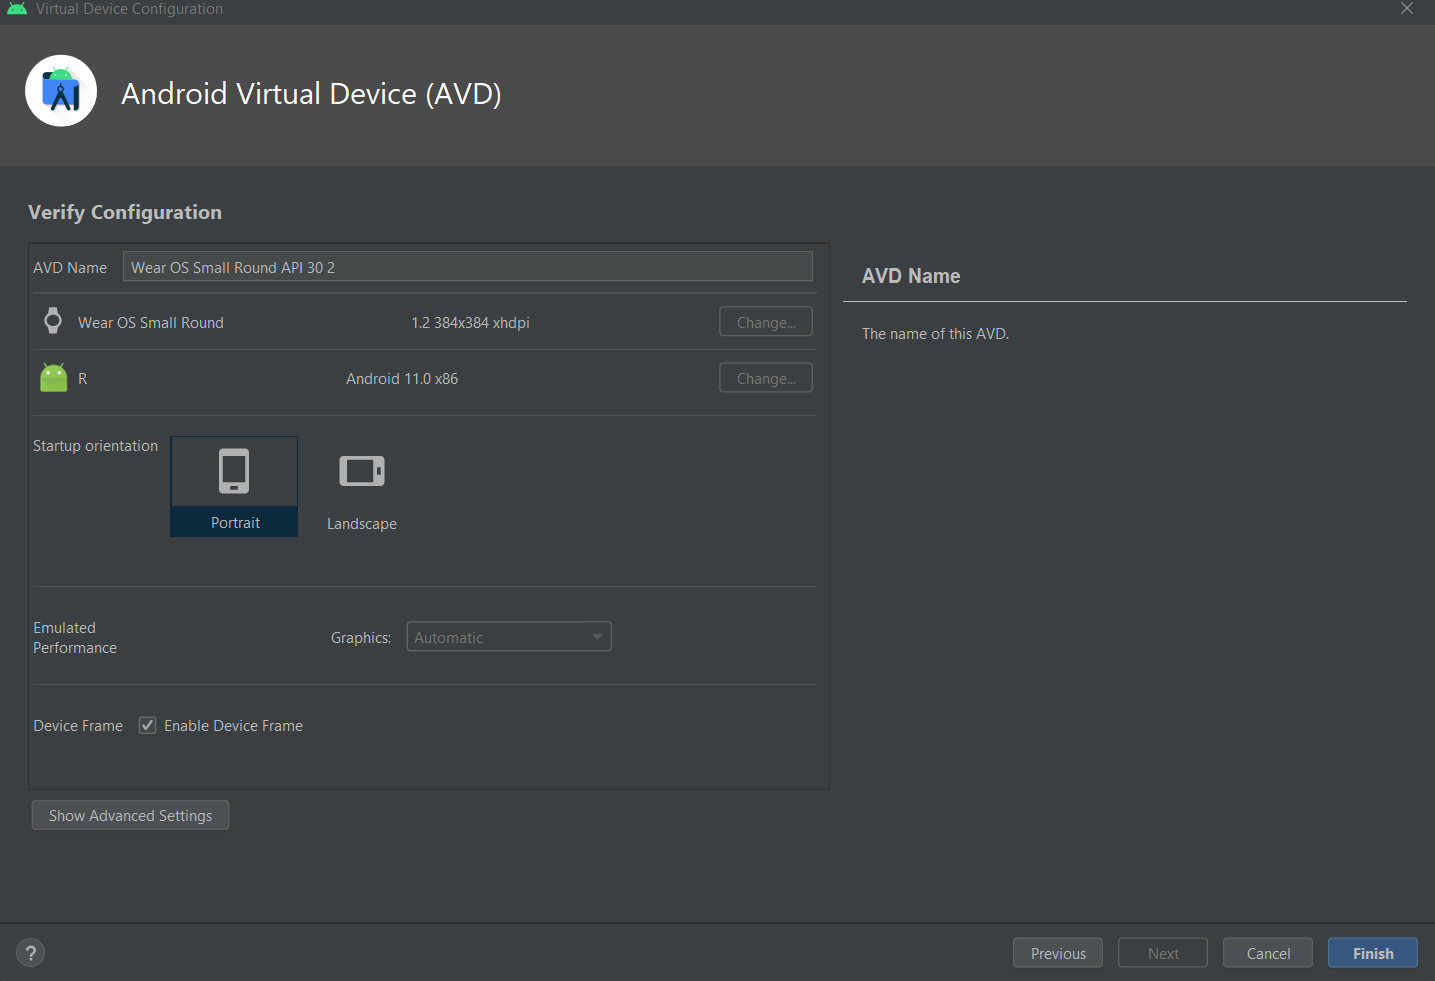 Virtual Device Configuration
Android Virtual Device (AVD)
Verify Configuration
AVD Name Wear OS Small Round API 30 2
Wear OS Small Round 1.2 384x384 xhdpi Change...
R Android 11.0 x86 Change...
Startup orientation
Portrait
Landscape
Emulated
Performance
Graphics: Automatic
Device Frame Enable Device Frame
Show Advanced Settings
AVD Name
The name of this AVD.
? Previous Next Cancel Finish